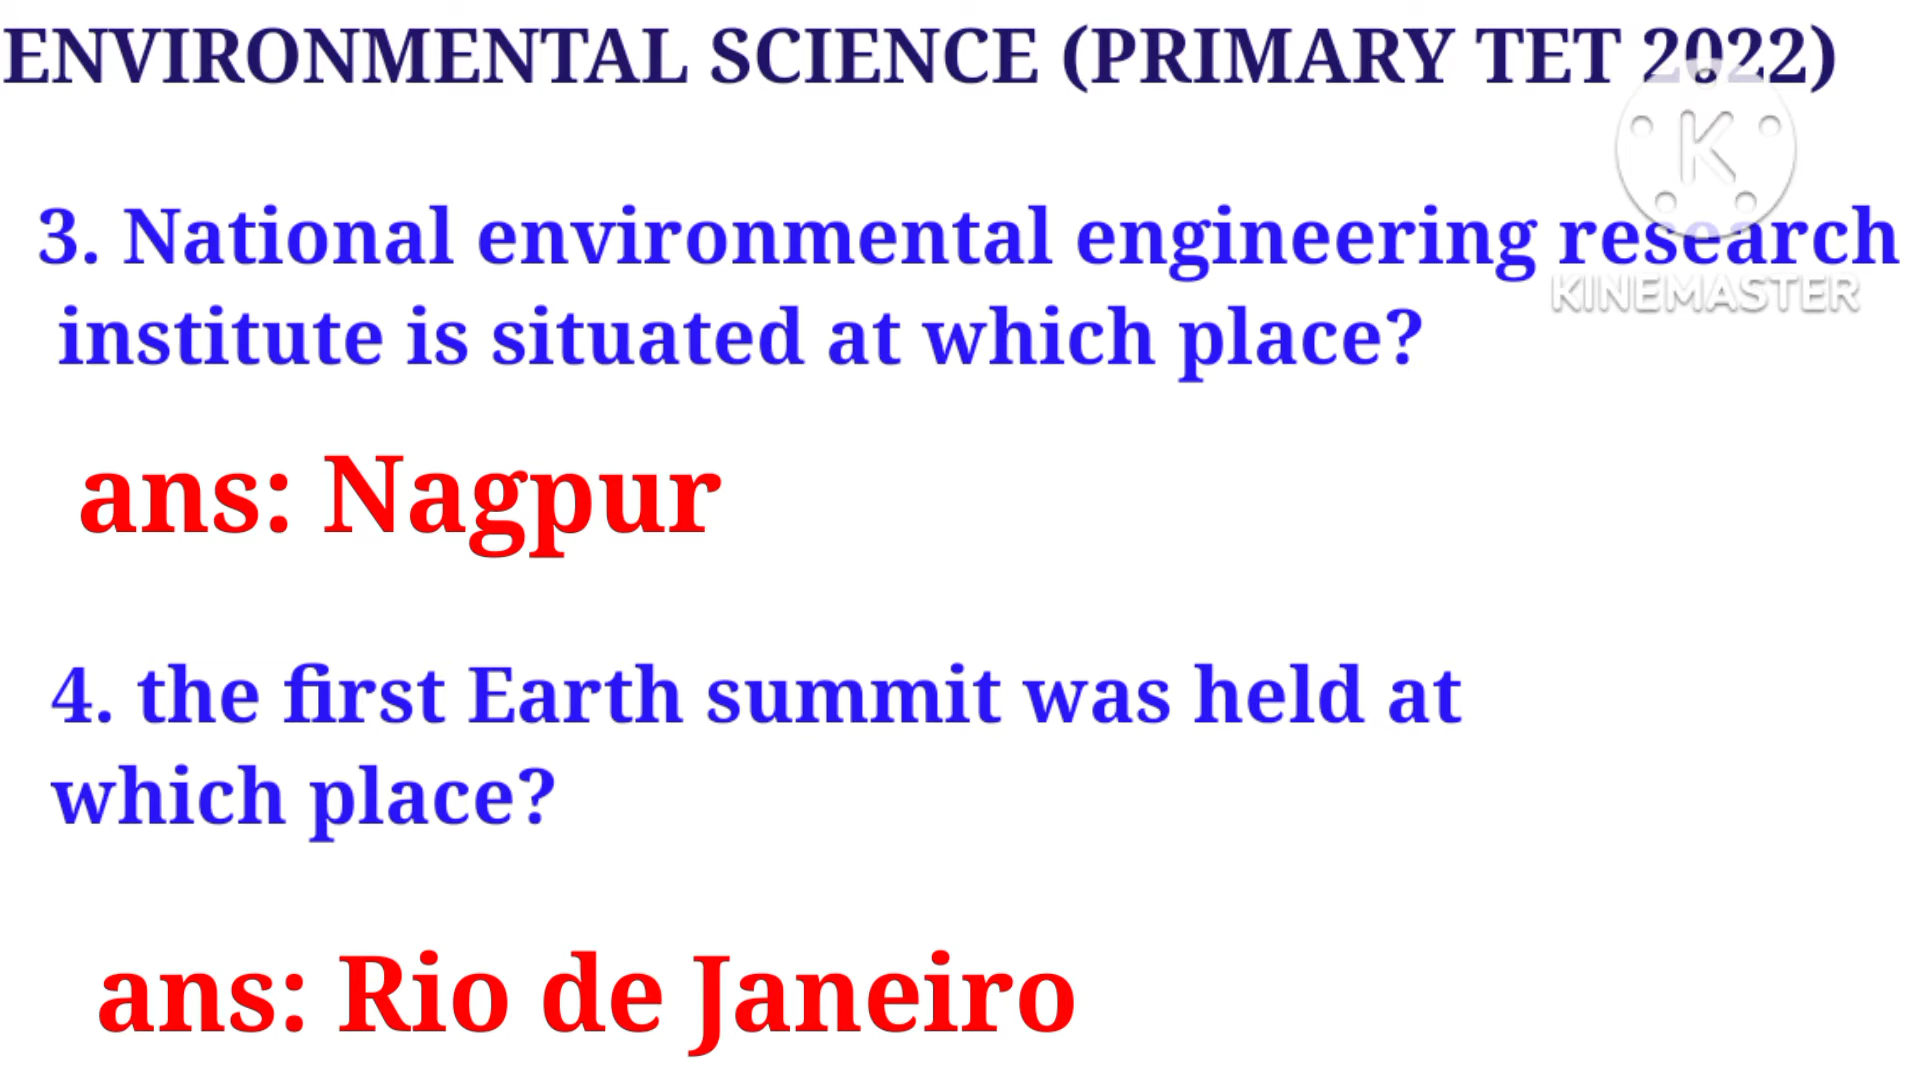 ENVIRONMENTAL SCIENCE (PRIMARY TET 2022)
3. National environmental engineering research
institute is situated at which place?
K
KINEMASTER
ans: Nagpur
4. the first Earth summit was held at
which place?
ans: Rio de Janeiro